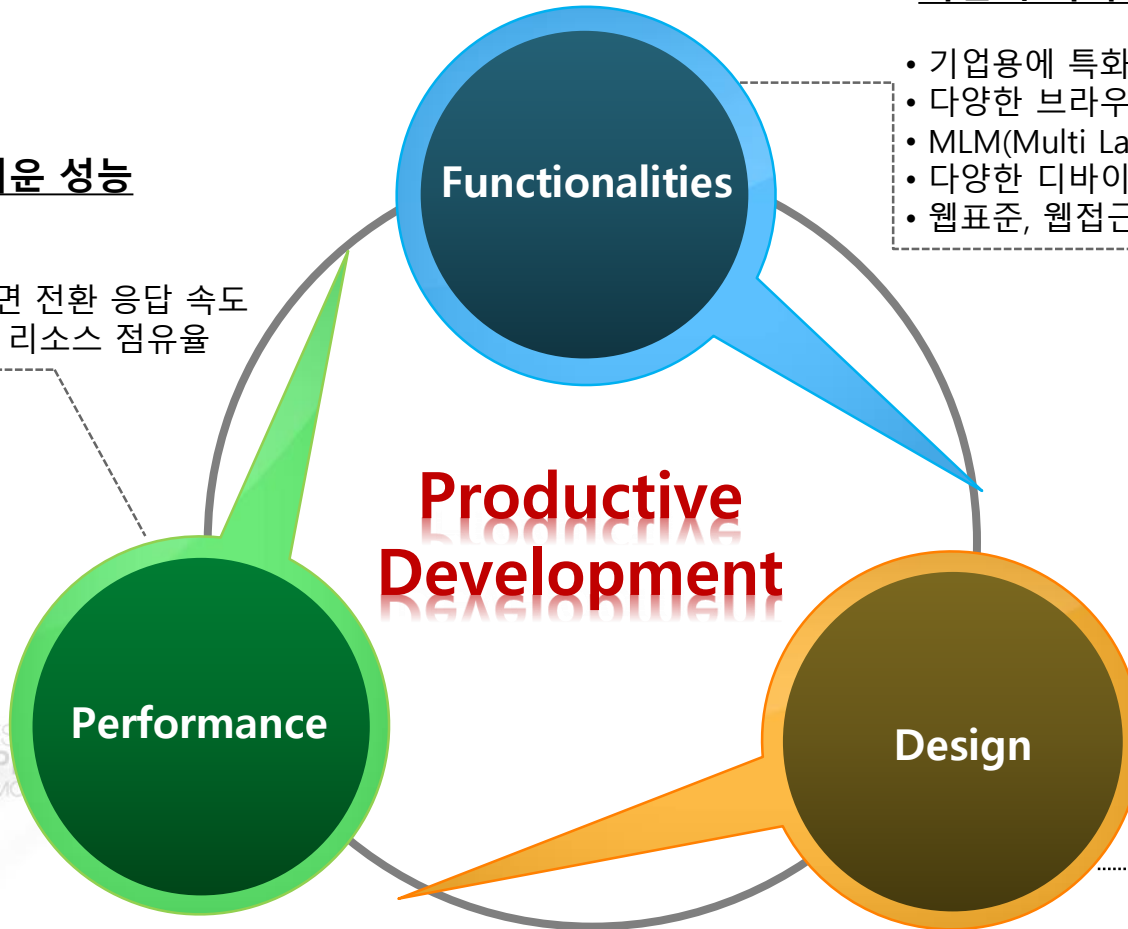 • 기업용에 특화
• 다양한 브라우
• MLM(Multi La
• 다양한 디바이
• 웹표준, 웹접근
Functionalities
운 성능
면 전환 응답 속도
리소스 점유율
Productive
Development
Performance
Design